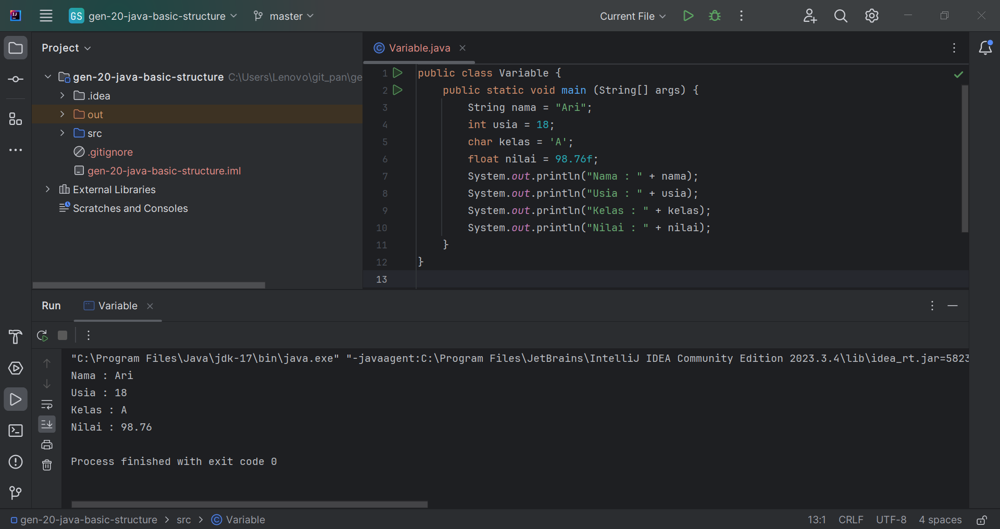 GS gen-20-java-basic-structure master Current File
Project
gen-20-java-basic-structure C:\Users\Lenovo\git_pan\ge
.idea
out
src
.gitignore
gen-20-java-basic-structure.iml
External Libraries
Scratches and Consoles
Variable.java
1 public class Variable {
2 public static void main (String[] args) {
3 String nama = "Ari";
4 int usia = 18;
5 char kelas = 'A';
6 float nilai = 98.76f;
7 System.out.println("Nama : " + nama);
8 System.out.println("Usia : " + usia);
9 System.out.println("Kelas : " + kelas);
10 System.out.println("Nilai : " + nilai);
11 }
12 }
13
Run Variable
"C:\Program Files\Java\jdk-17\bin\java.exe" "-javaagent:C:\Program Files\JetBrains\IntelliJ IDEA Community Edition 2023.3.4\lib\idea_rt.jar=5823
Nama : Ari
Usia : 18
Kelas : A
Nilai : 98.76
Process finished with exit code 0
gen-20-java-basic-structure > src > Variable 13:1 CRLF UTF-8 4 spaces